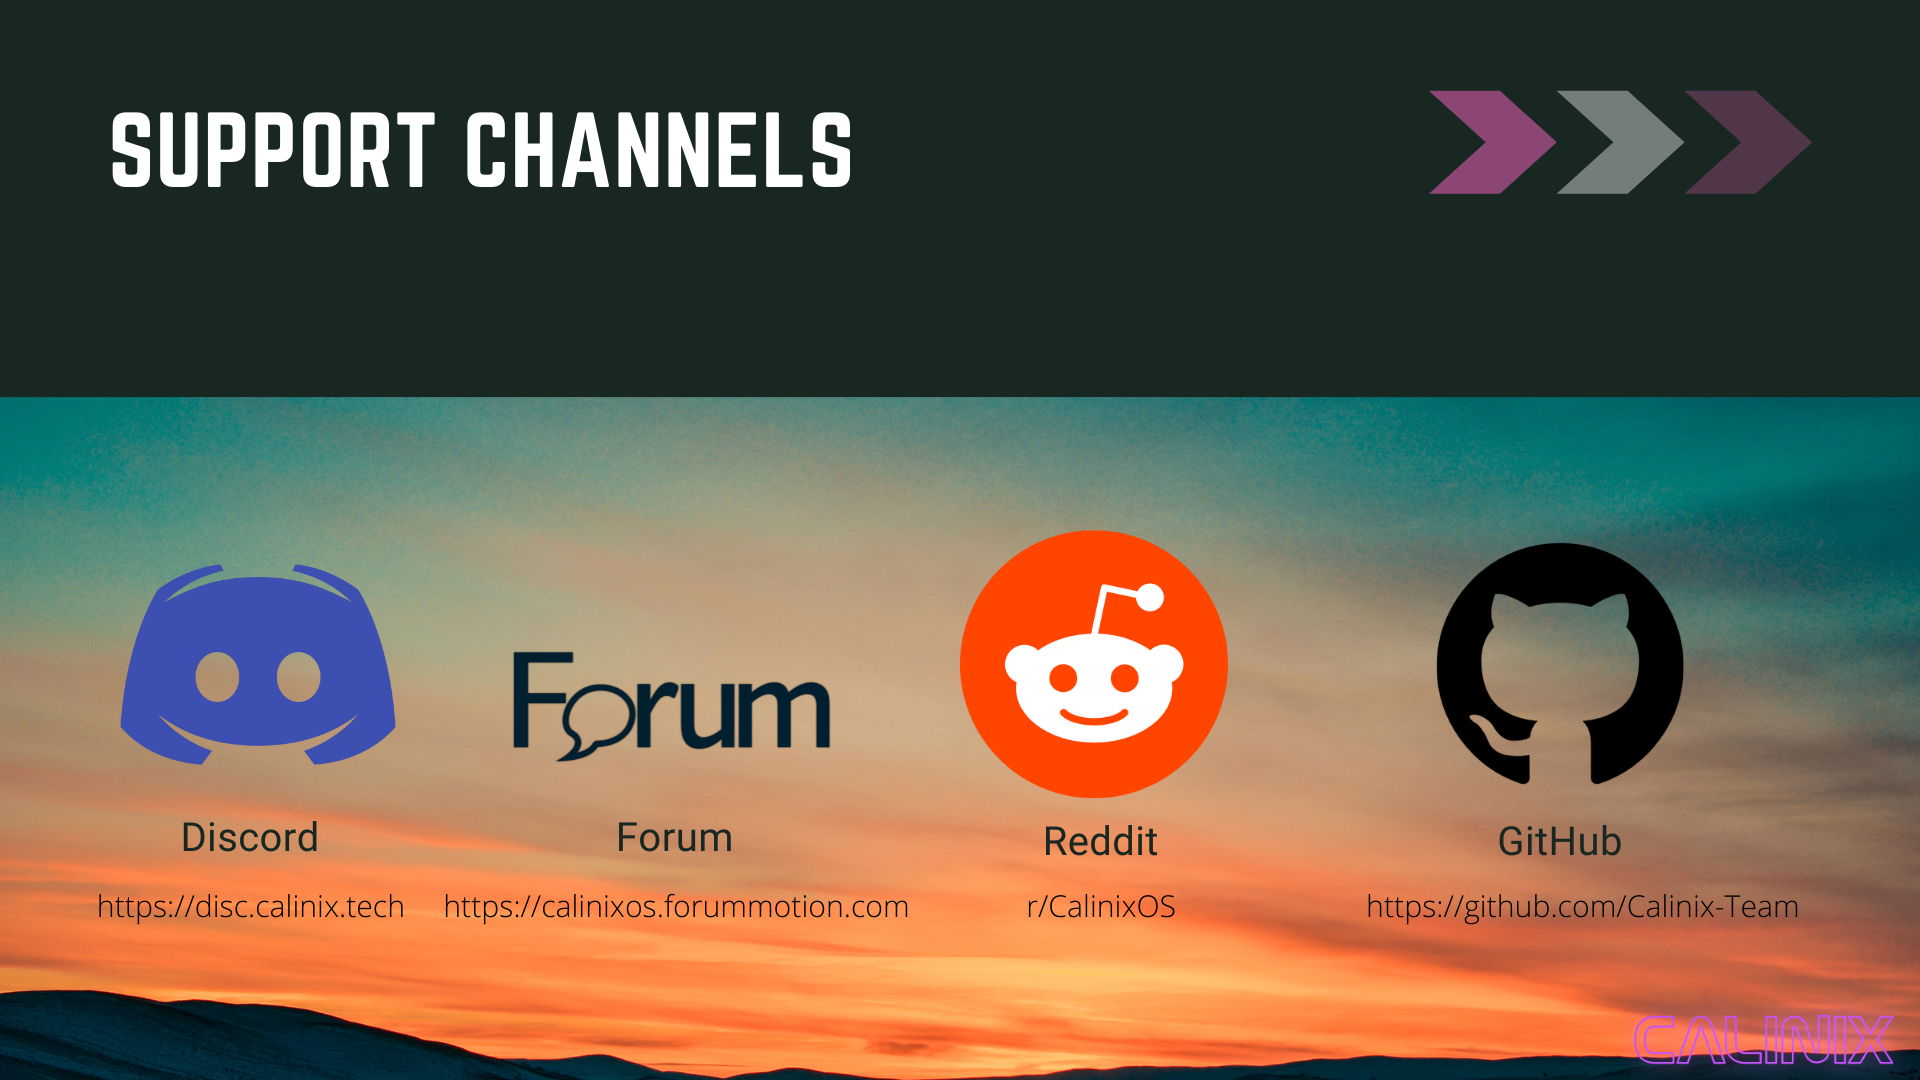 SUPPORT CHANNELS
Forum
Discord
Forum
Reddit
GitHub
https://disc.calinix.tech
https://calinixos.forummotion.com
r/CalinixOS
https://github.com/Calinix-Team
CALINIX